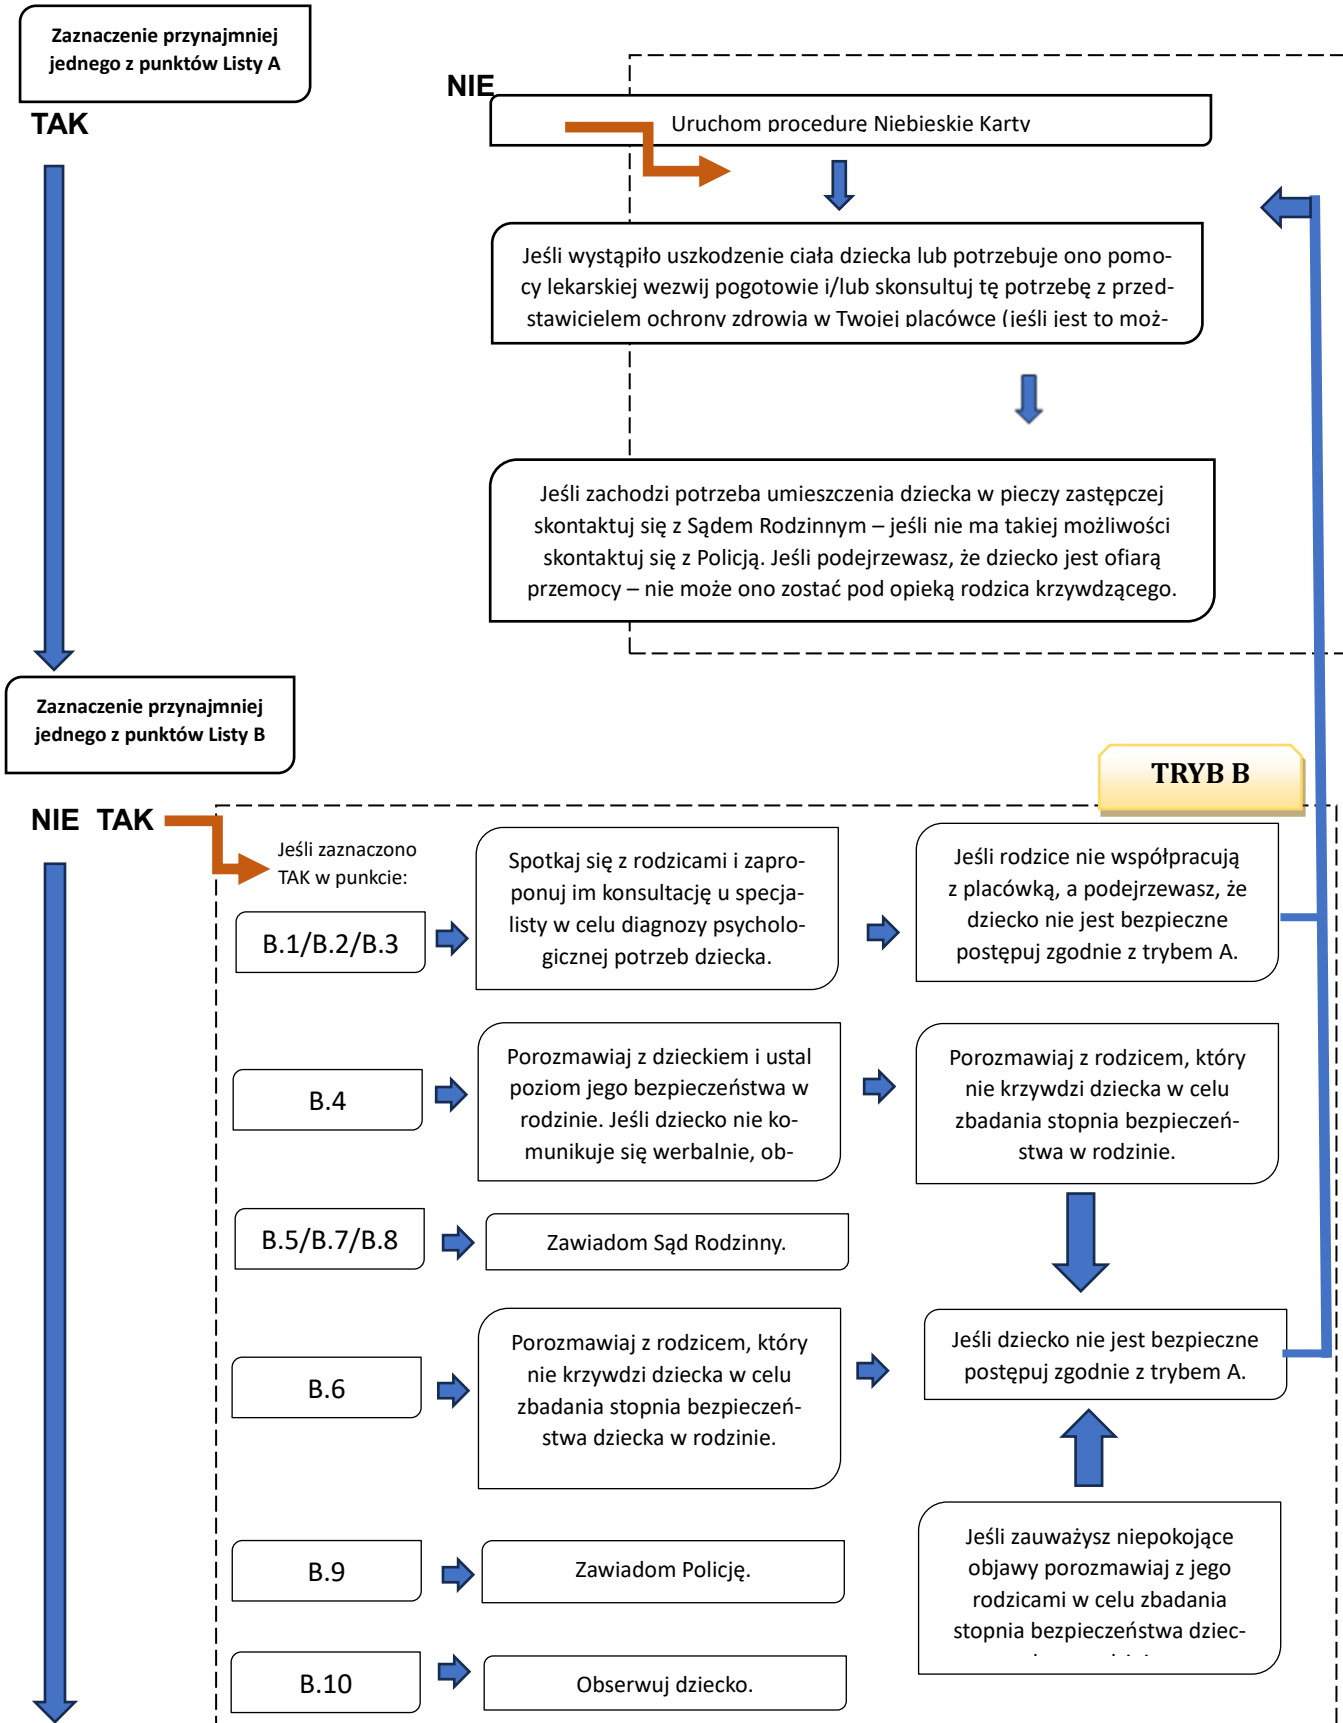 Zaznaczenie przynajmniej
jednego z punktów Listy A
TAK
NIE
Uruchom procedurę Niebieskie Karty
Jeśli wystąpiło uszkodzenie ciała dziecka lub potrzebuje ono pomo-
cy lekarskiej wezwij pogotowie i/lub skonsultuj tę potrzebę z przed-
stawicielem ochrony zdrowia w Twojej placówce (jeśli jest to moż-
Jeśli zachodzi potrzeba umieszczenia dziecka w pieczy zastępczej
skontaktuj się z Sądem Rodzinnym – jeśli nie ma takiej możliwości
skontaktuj się z Policją. Jeśli podejrzewasz, że dziecko jest ofiarą
przemocy – nie może ono zostać pod opieką rodzica krzywdzącego.
Zaznaczenie przynajmniej
jednego z punktów Listy B
TRYB B
NIE TAK
Jeśli zaznaczono
TAK w punkcie:
B.1/B.2/B.3
Spotkaj się z rodzicami i zapro-
ponuj im konsultację u specja-
listy w celu diagnozy psycholo-
gicznej potrzeb dziecka.
Jeśli rodzice nie współpracują
z placówką, a podejrzewasz, że
dziecko nie jest bezpieczne
postępuj zgodnie z trybem A.
B.4
Porozmawiaj z dzieckiem i ustal
poziom jego bezpieczeństwa w
rodzinie. Jeśli dziecko nie ko-
munikuje się werbalnie, ob-
Porozmawiaj z rodzicem, który
nie krzywdzi dziecka w celu
zbadania stopnia bezpieczeń-
stwa w rodzinie.
B.5/B.7/B.8
Zawiadom Sąd Rodzinny.
B.6
Porozmawiaj z rodzicem, który
nie krzywdzi dziecka w celu
zbadania stopnia bezpieczeń-
stwa dziecka w rodzinie.
Jeśli dziecko nie jest bezpieczne
postępuj zgodnie z trybem A.
B.9
Zawiadom Policję.
Jeśli zauważysz niepokojące
objawy porozmawiaj z jego
rodzicami w celu zbadania
stopnia bezpieczeństwa dziec-
B.10
Obserwuj dziecko.